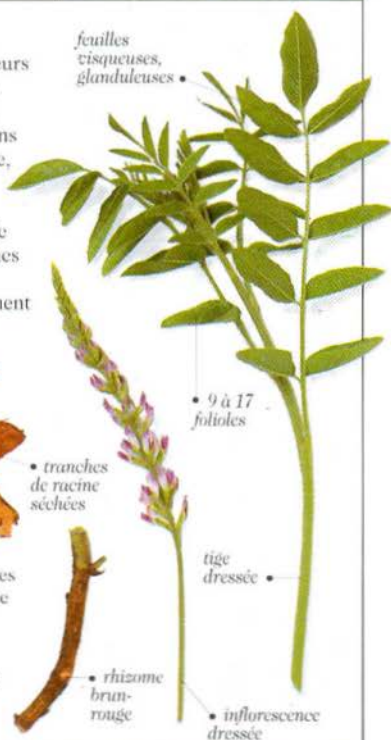 feuilles
visqueuses,
glanduleuses
9 à 17
folioles
tranches
de racine
séchées
tige
dressée
rhizome
brun-
rouge
inflorescence
dressée